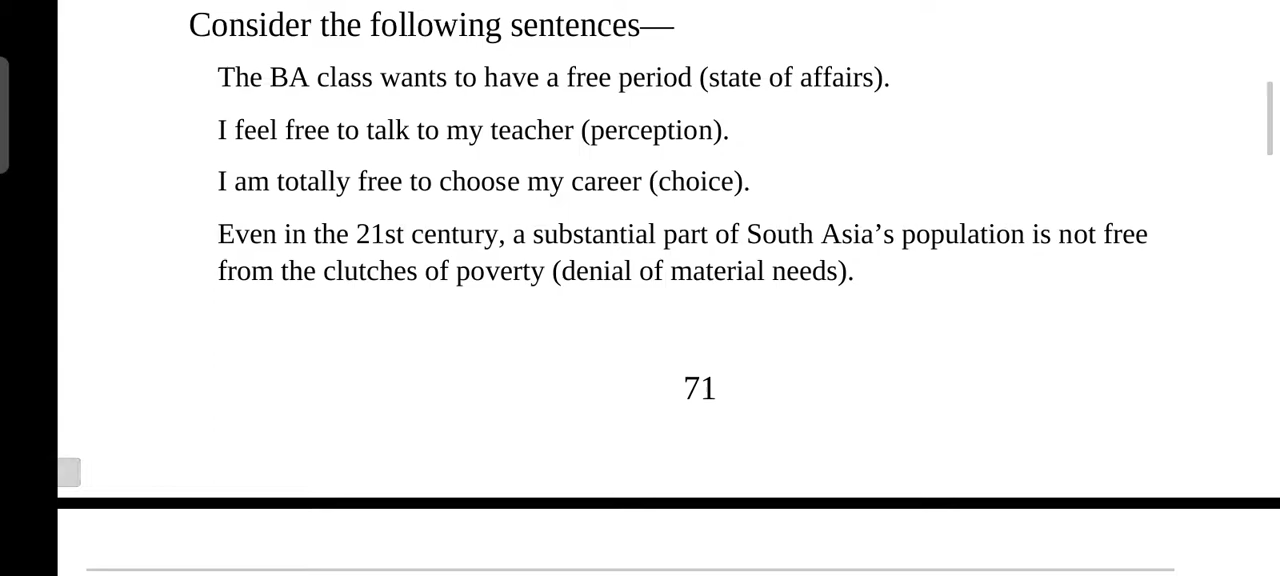 Consider the following sentences—
The BA class wants to have a free period (state of affairs).
I feel free to talk to my teacher (perception).
I am totally free to choose my career (choice).
Even in the 21st century, a substantial part of South Asia’s population is not free
from the clutches of poverty (denial of material needs).
71